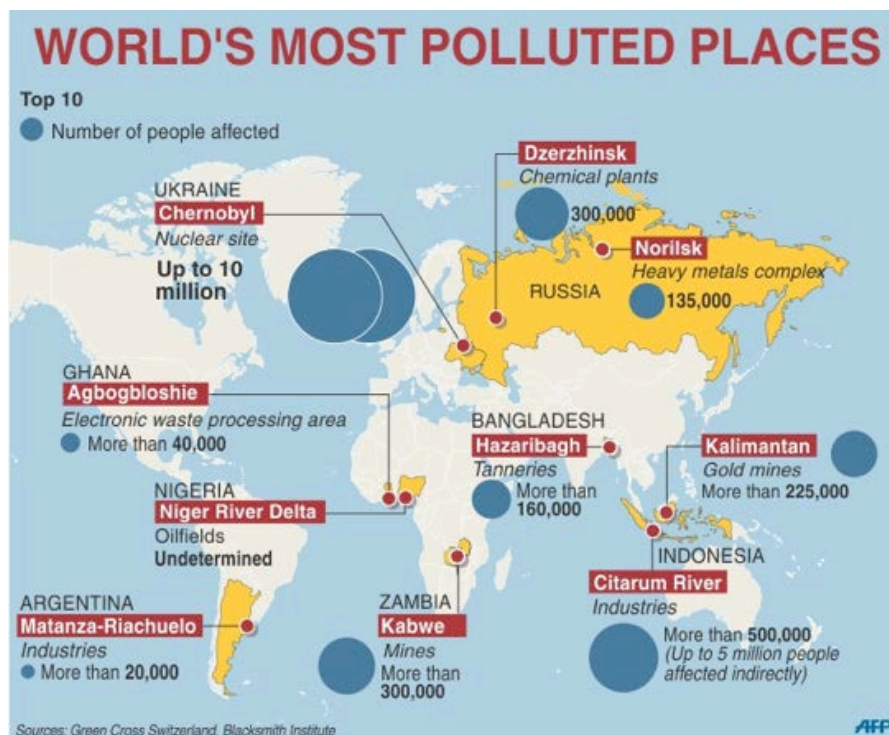 WORLD'S MOST POLLUTED PLACES
Top 10
Number of people affected
UKRAINE
Chernobyl
Nuclear site
Up to 10
million
Dzerzhinsk
Chemical plants
300,000
Norilsk
Heavy metals complex
135,000
RUSSIA
GHANA
Agbogbloshie
Electronic waste processing area
More than 40,000
NIGERIA
Niger River Delta
Oilfields
Undetermined
BANGLADESH
Hazaribagh
Tanneries
More than
160,000
Kalimantan
Gold mines
More than 225,000
INDONESIA
Citarum River
Industries
More than 500,000
(Up to 5 million people
affected indirectly)
ARGENTINA
Matanza-Riachuelo
Industries
More than 20,000
ZAMBIA
Kabwe
Mines
More than
300,000
Sources: Green Cross Switzerland, Blacksmith Institute
AFP